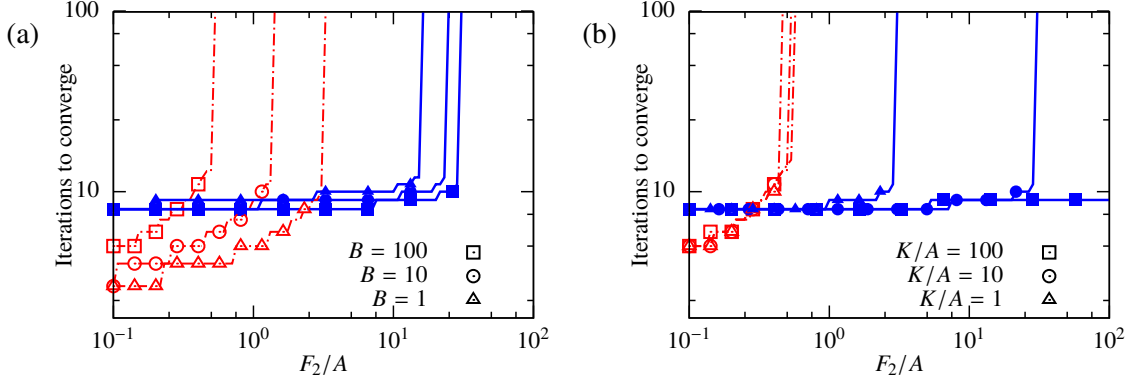 (a)
Iterations to converge
100
10
B = 100
B = 10
B = 1
10^-1
10^0
10^1
10^2
F_2/A
(b)
Iterations to converge
100
10
K/A = 100
K/A = 10
K/A = 1
10^-1
10^0
10^1
10^2
F_2/A